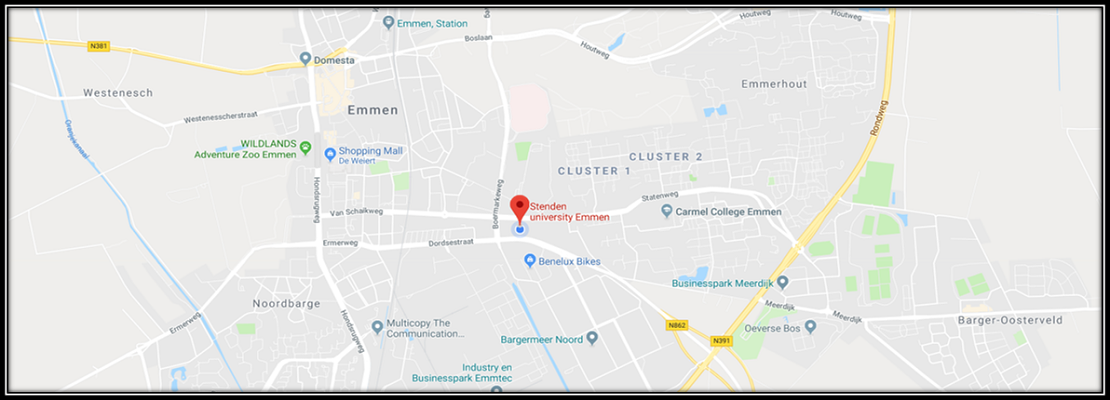 Emmen, Station
Houtweg
Houtweg
N381
Boslaan
Houtweg
Domesta
Westenesch
Emmerhout
Emmen
Westenesscherstraat
Rondweg
Oranjekanaal
WILDLANDS
Adventure Zoo Emmen
Shopping Mall
De Weiert
CLUSTER 2
CLUSTER 1
Hondsrugweg
Boermarkeweg
Statenweg
Stenden
university Emmen
Van Schaikweg
Carmel College Emmen
Ermerweg
Dordsestraat
Benelux Bikes
Businesspark Meerdijk
Noordbarge
Meerdijk
Meerdijk
Barger-Oosterveld
Ermerweg
Hondsrugweg
Multicopy The
Communication...
N862
Oeverse Bos
Bargermeer Noord
N391
Industry en
Businesspark Emmtec